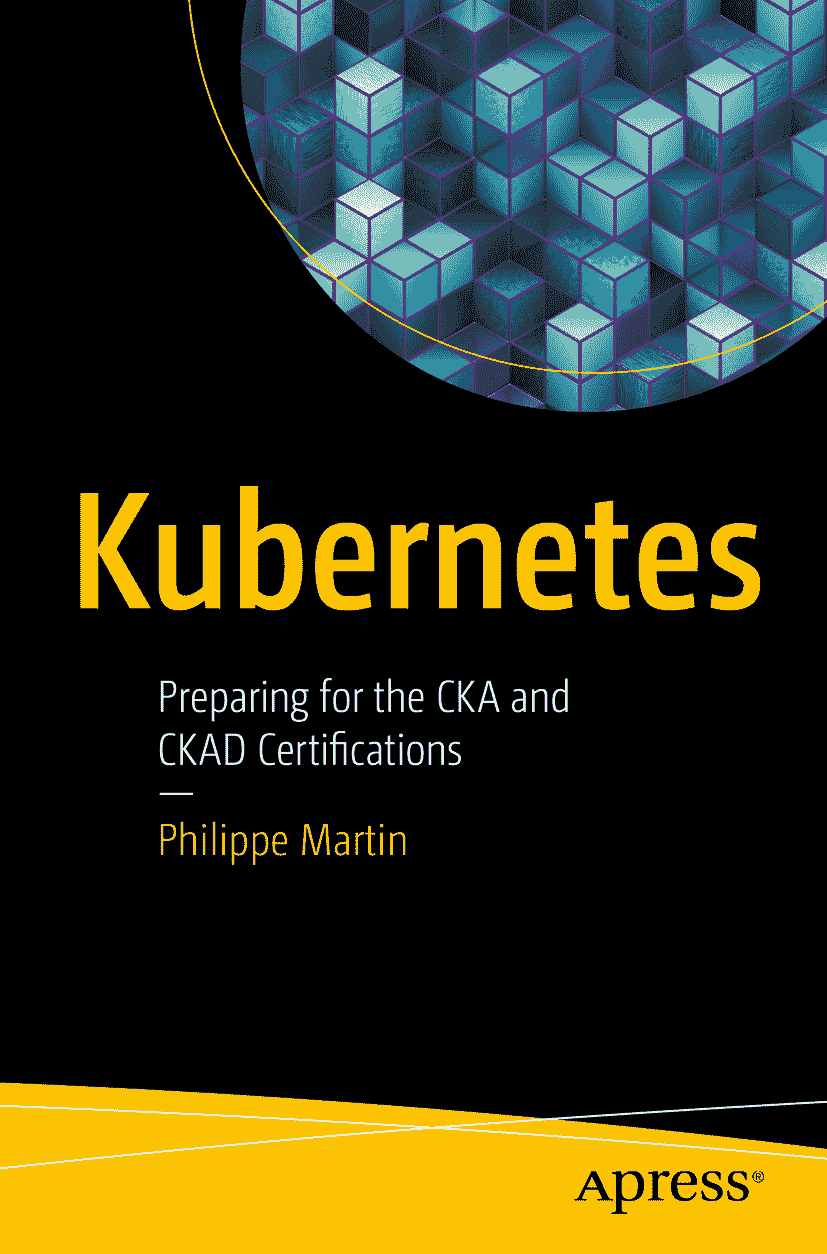 Kubernetes
Preparing for the CKA and
CKAD Certifications
Philippe Martin
Apress®